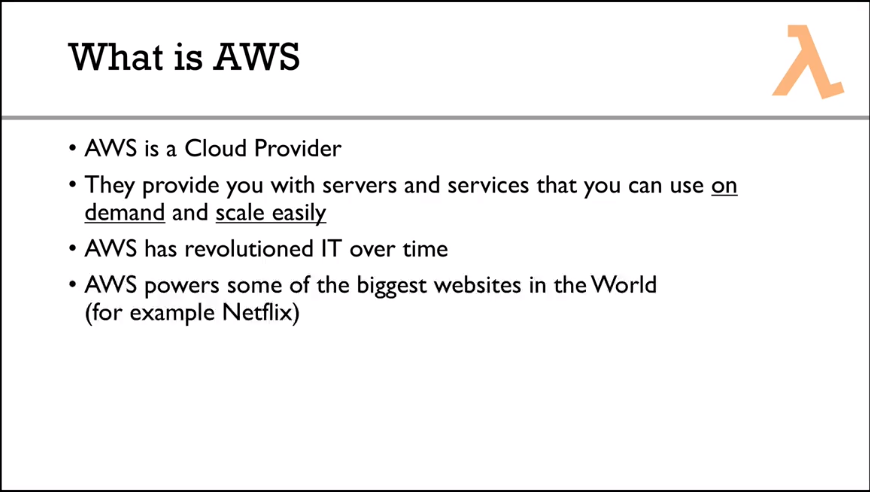 What is AWS
• AWS is a Cloud Provider
• They provide you with servers and services that you can use on
demand and scale easily
• AWS has revolutioned IT over time
• AWS powers some of the biggest websites in the World
(for example Netflix)